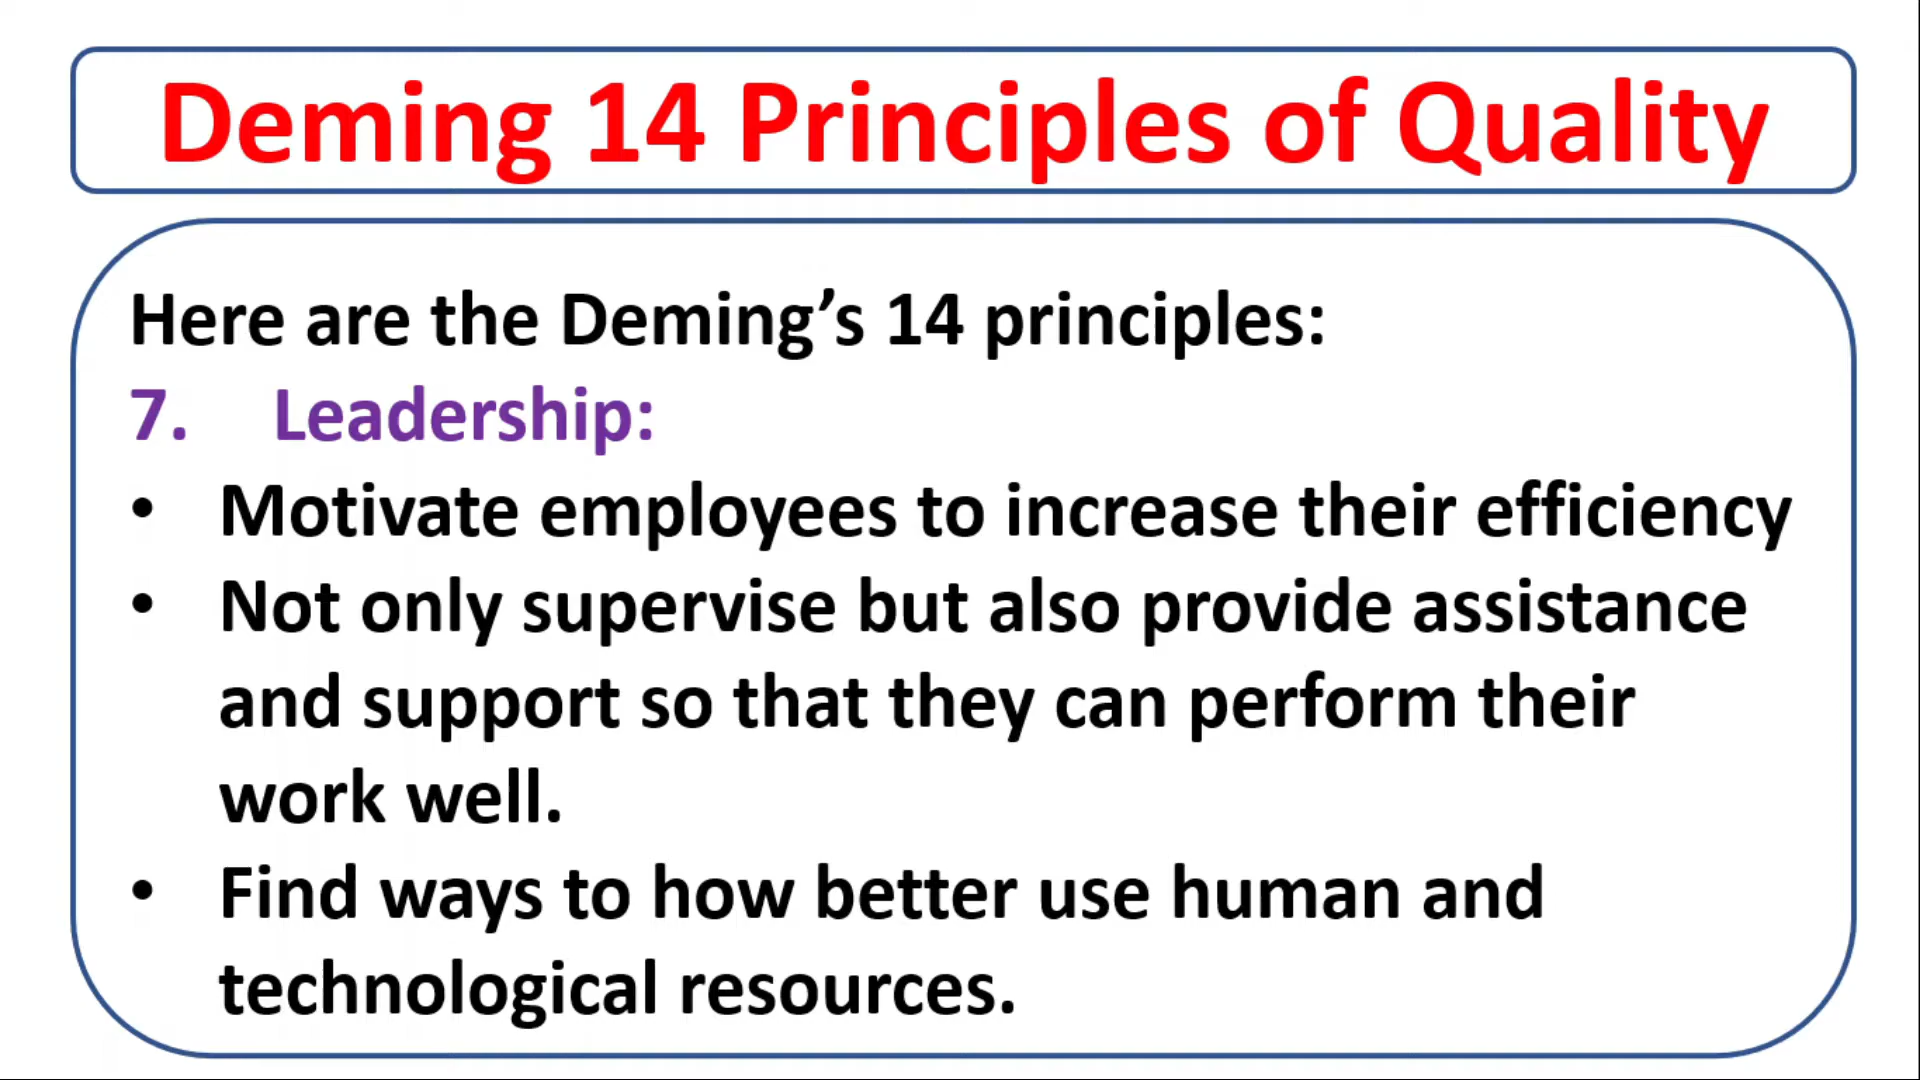 Deming 14 Principles of Quality
Here are the Deming’s 14 principles:
7. Leadership:
• Motivate employees to increase their efficiency
• Not only supervise but also provide assistance
and support so that they can perform their
work well.
• Find ways to how better use human and
technological resources.